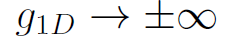 g_{1D} → ±∞